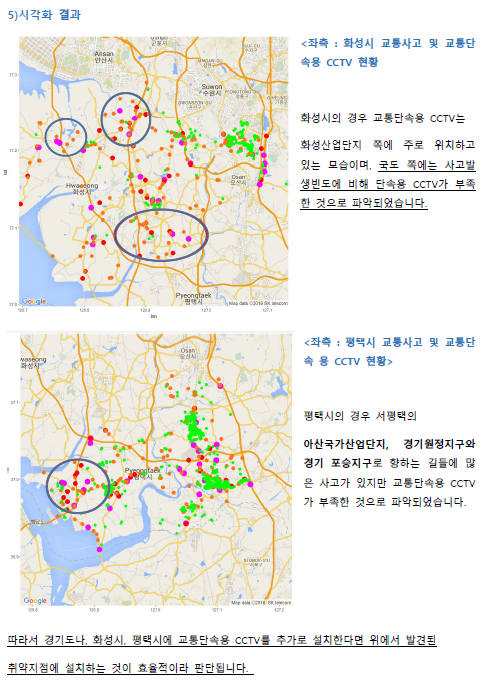 5)시각화 결과
<좌측 : 화성시 교통사고 및 교통단
속용 CCTV 현황
화성시의 경우 교통단속용 CCTV는
화성산업단지 쪽에 주로 위치하고
있는 모습이며, 국도 쪽에는 사고발
생빈도에 비해 단속용 CCTV가 부족
한 것으로 파악되었습니다.
Ansan
안산시
Suwon
수원시
Hwaseong
화성시
Osan
오산시
Pyeongtaek
평택시
Google
Map data ©2016 SK telecom
lon
<좌측 : 평택시 교통사고 및 교통단
속 용 CCTV 현황>
평택시의 경우 서평택의
아산국가산업단지, 경기원정지구와
경기 포승지구로 향하는 길들에 많
은 사고가 있지만 교통단속용 CCTV
가 부족한 것으로 파악되었습니다.
Osan
오산시
화성시
Pyeongtaek
Google
Map data ©2016 SK telecom
따라서 경기도나, 화성시, 평택시에 교통단속용 CCTV를 추가로 설치한다면 위에서 발견된
취약지점에 설치하는 것이 효율적이라 판단됩니다.